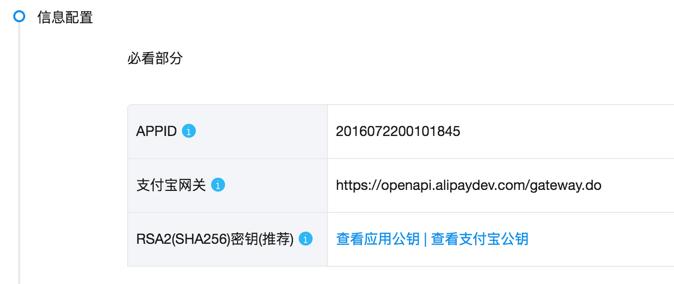 信息配置
必看部分
APPID 2016072200101845
支付宝网关 https://openapi.alipaydev.com/gateway.do
RSA2(SHA256)密钥(推荐) 查看应用公钥 | 查看支付宝公钥